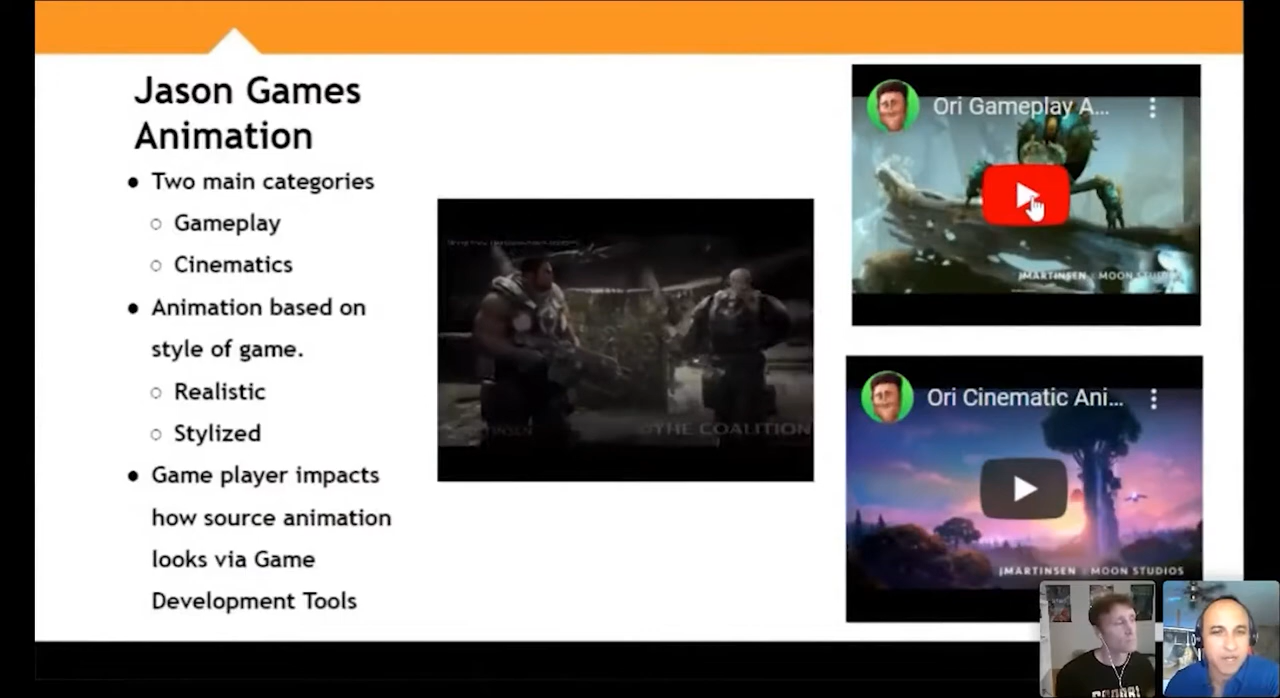 Jason Games
Animation
● Two main categories
○ Gameplay
○ Cinematics
● Animation based on
style of game.
○ Realistic
○ Stylized
● Game player impacts
how source animation
looks via Game
Development Tools
THE COALITION
Ori Gameplay A...
JMARTINSEN
MOON STUDIOS
Ori Cinematic Ani...
JMARTINSEN
MOON STUDIOS